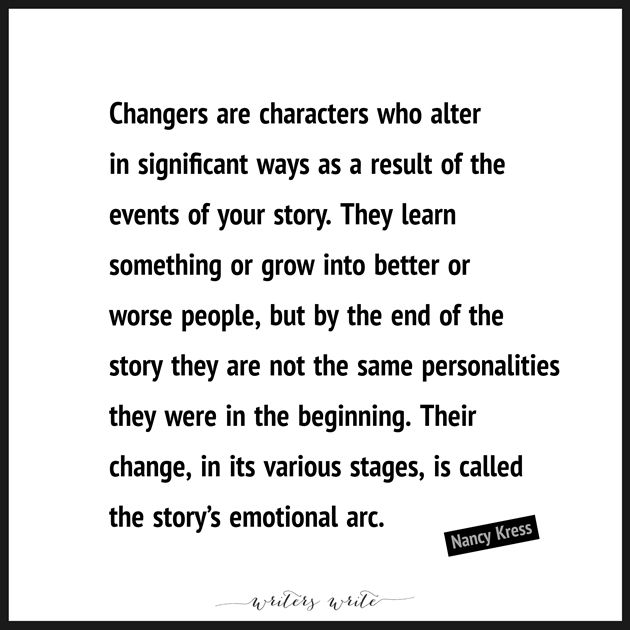 Changers are characters who alter
in significant ways as a result of the
events of your story. They learn
something or grow into better or
worse people, but by the end of the
story they are not the same personalities
they were in the beginning. Their
change, in its various stages, is called
the story’s emotional arc.
Nancy Kress
writers write